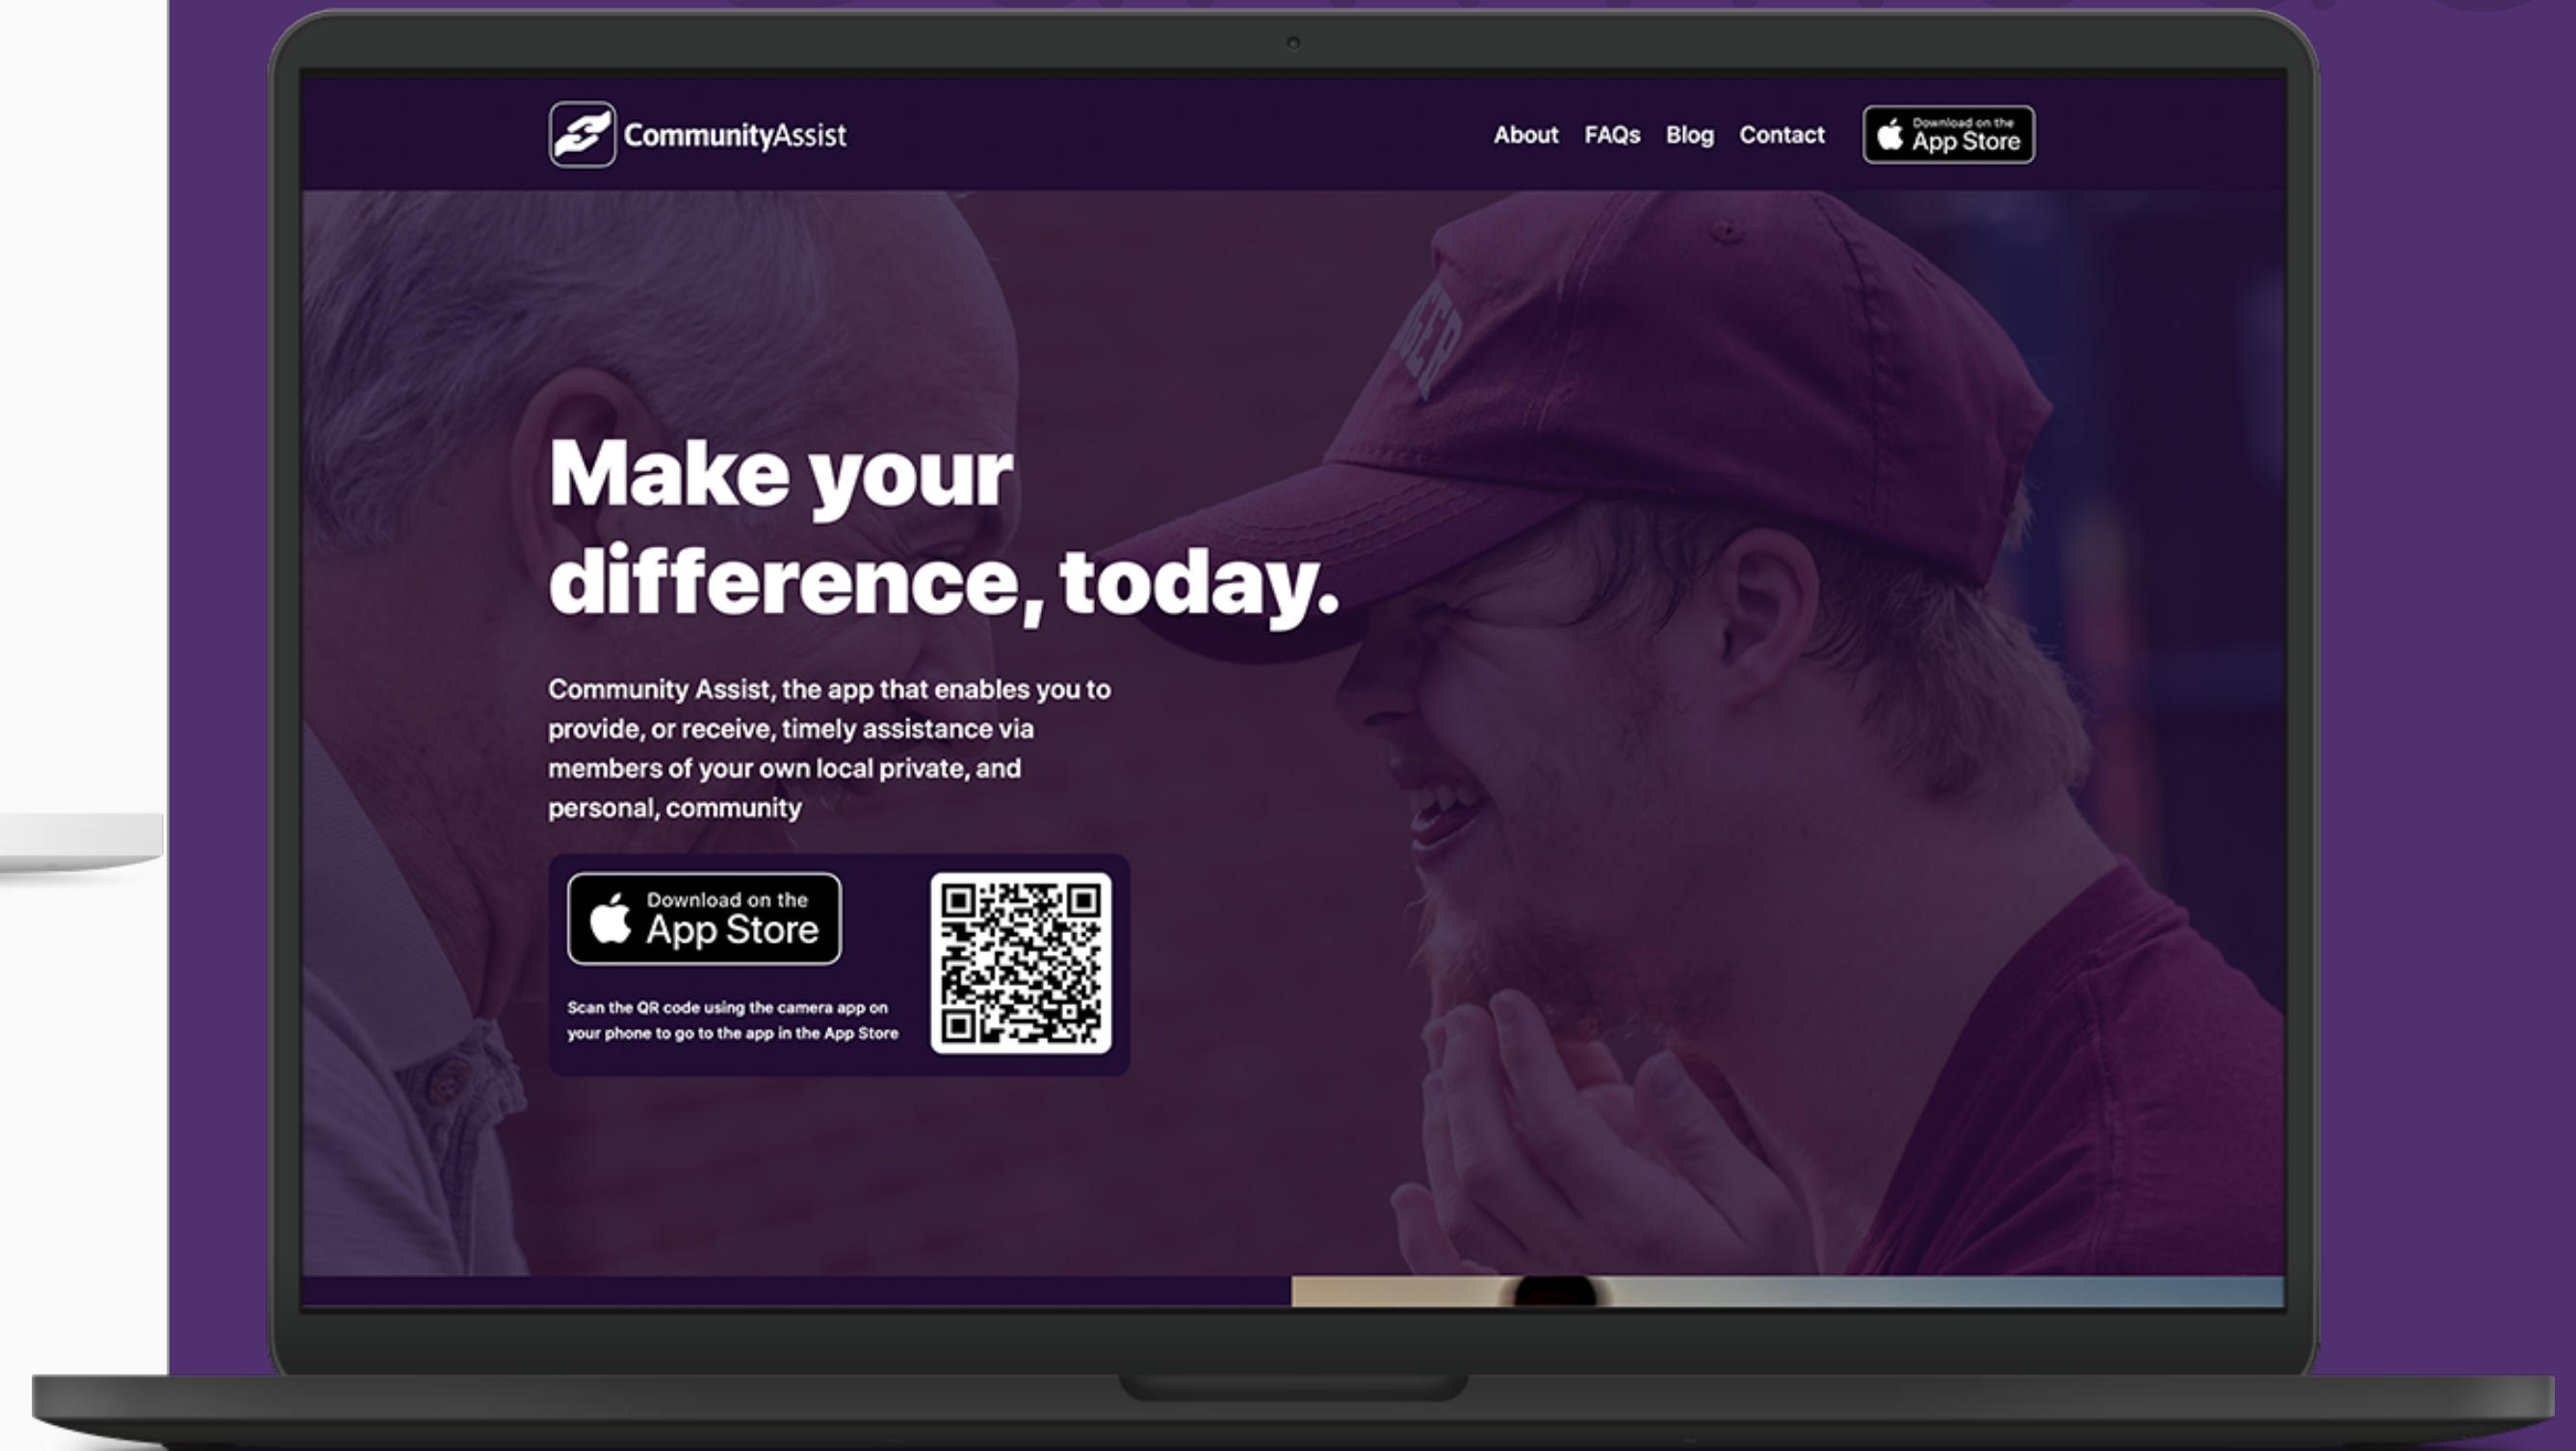 CommunityAssist
About FAQs Blog Contact
Download on the
App Store
Make your
difference, today.
Community Assist, the app that enables you to
provide, or receive, timely assistance via
members of your own local private, and
personal, community
Download on the
App Store
Scan the QR code using the camera app on
your phone to go to the app in the App Store